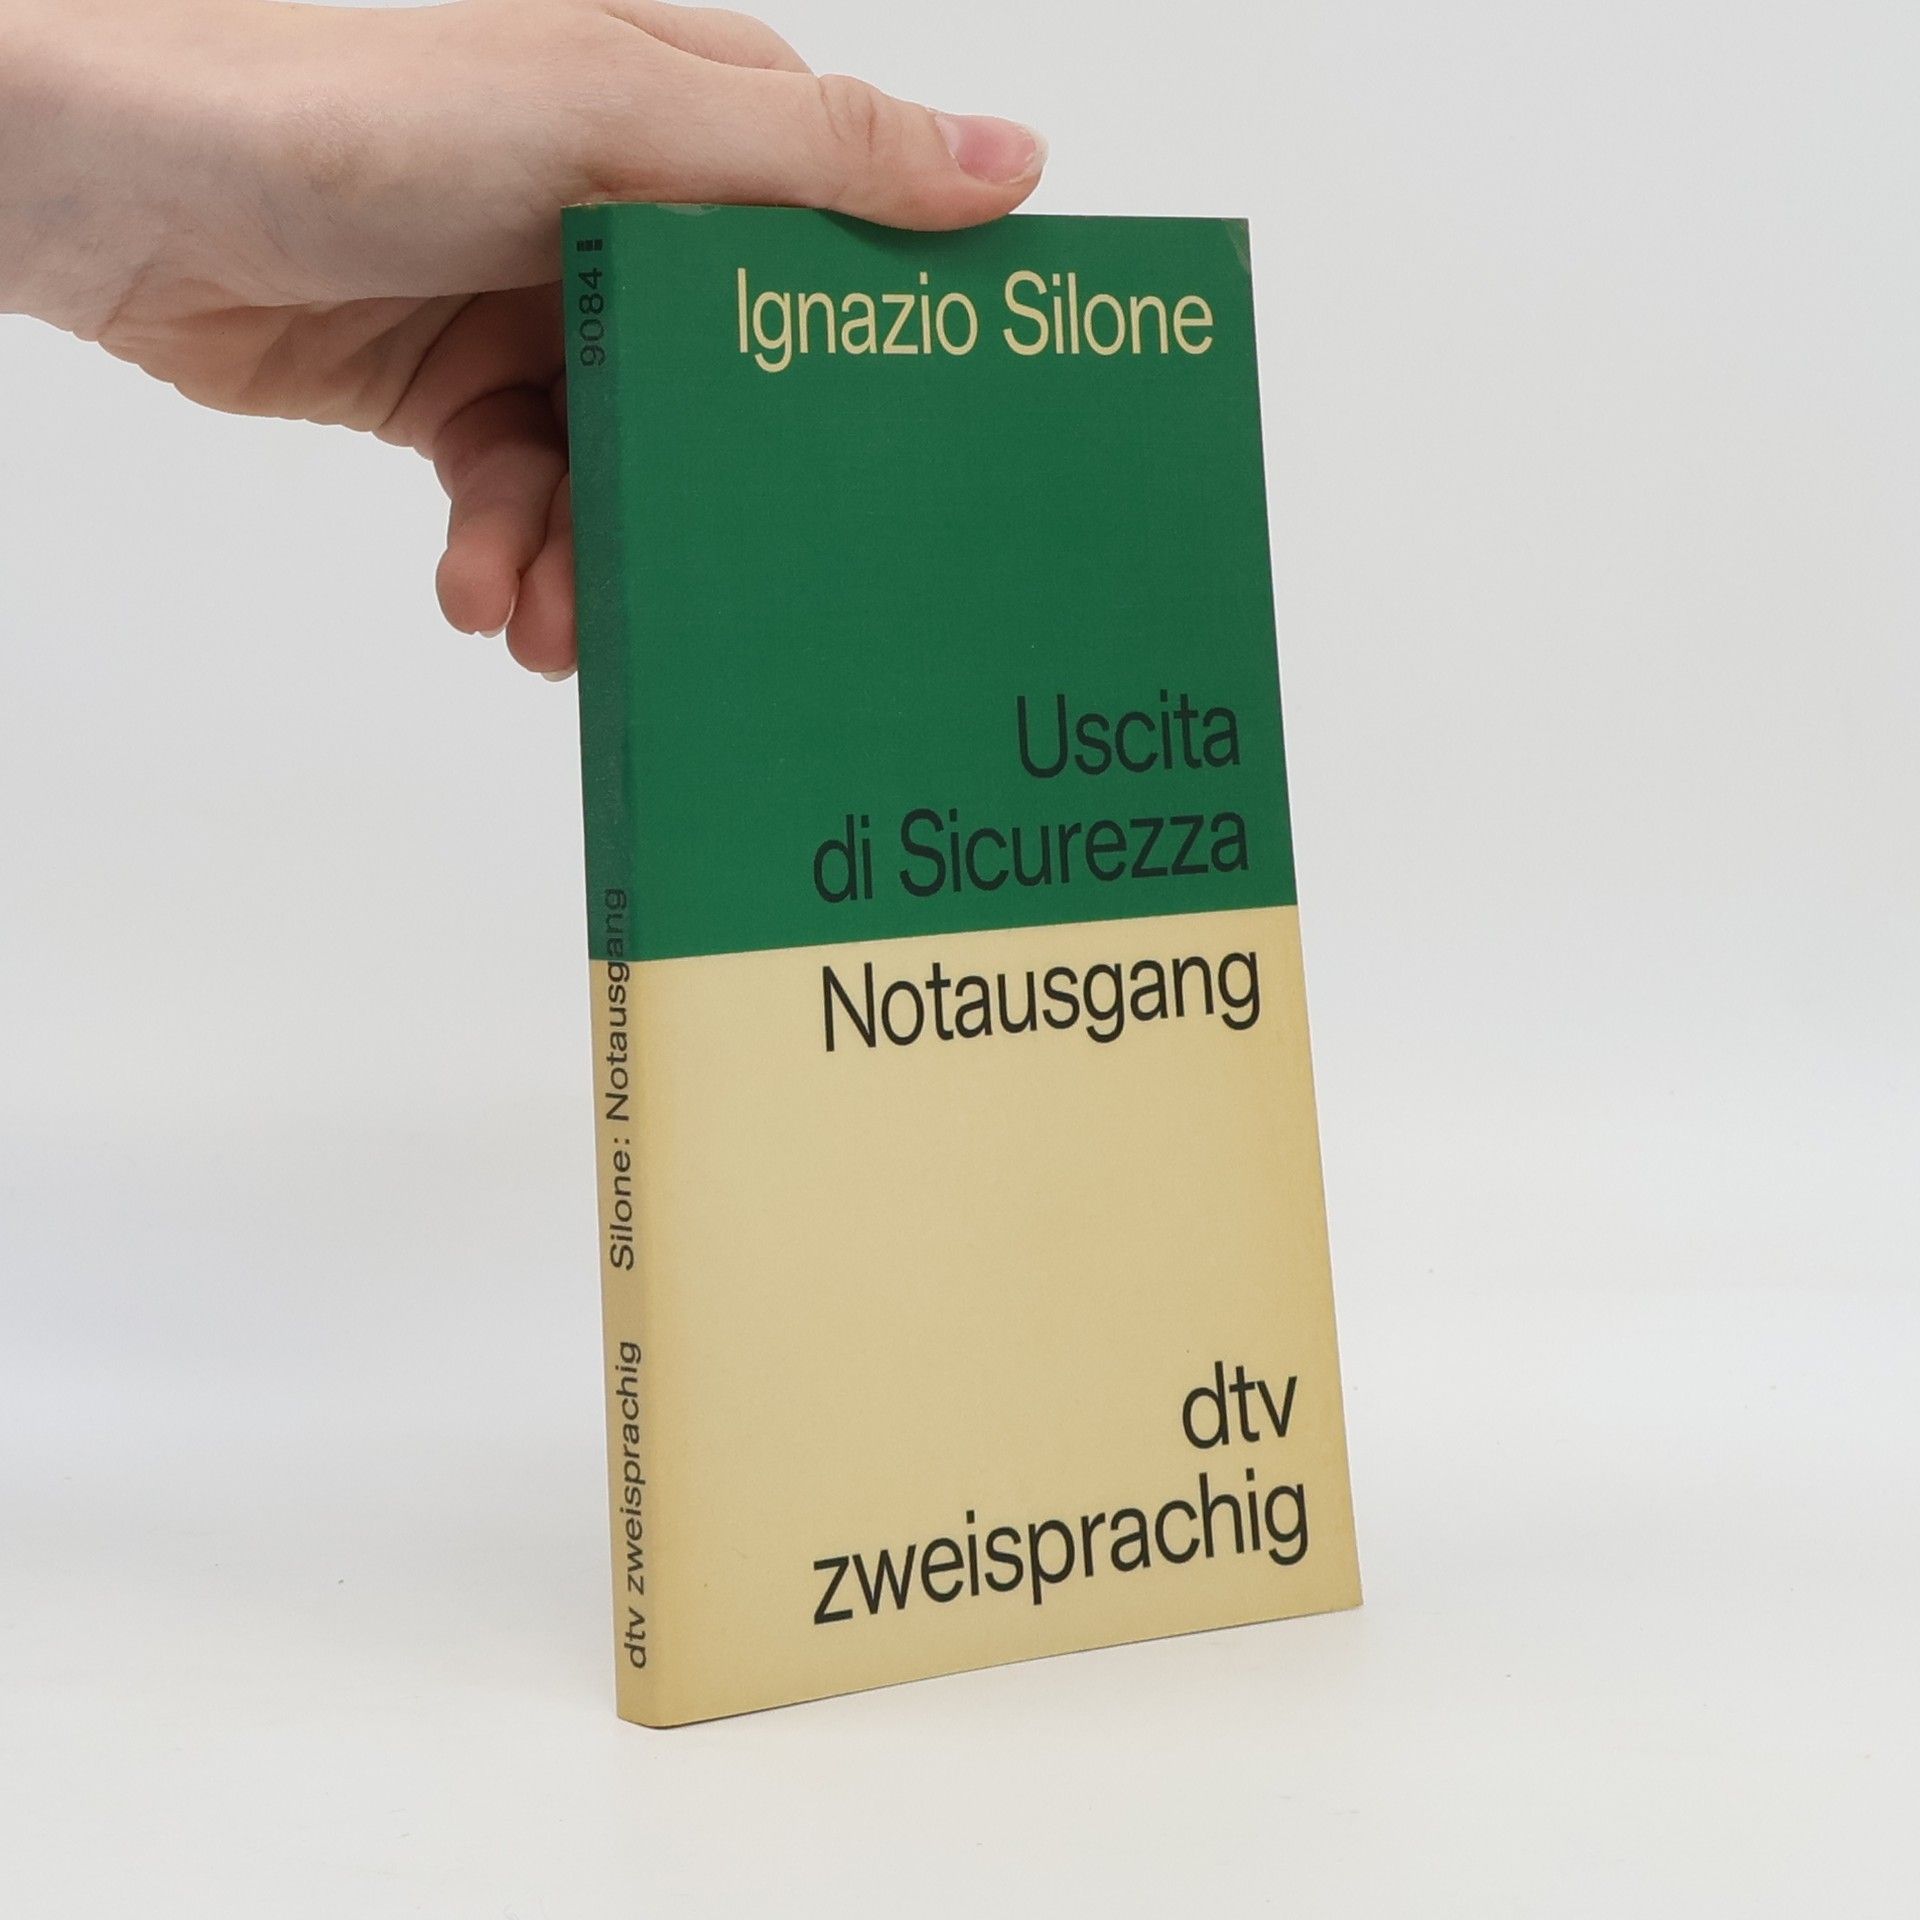 Ignazio Silone
Uscita
di Sicurezza
Notausgang
dtv
zweisprachig
dtv zweisprachig Silone: Notausgang 9084